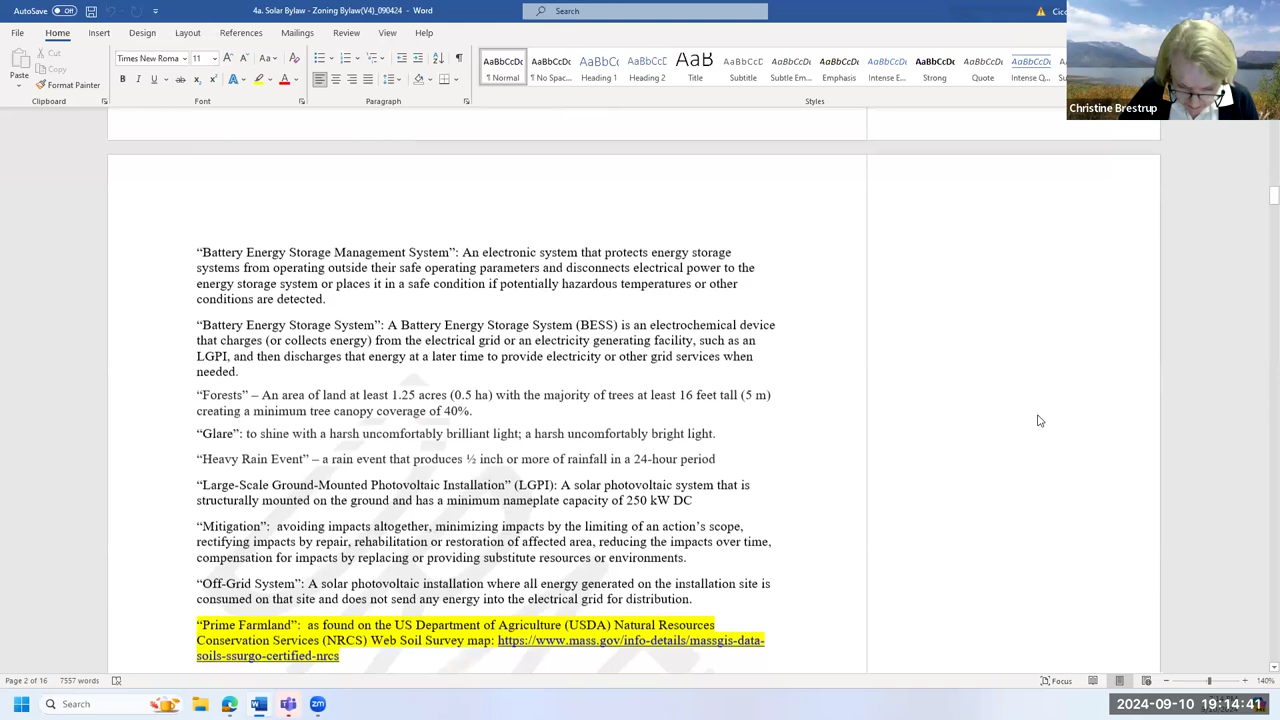 AutoSave Off
4a. Solar Bylaw - Zoning Bylaw(V4)_090424 - Word
Search
File Home Insert Design Layout References Mailings Review View Help
Cut
Copy
Format Painter
Paste
Times New Roma 11
Clipboard Font Paragraph Styles
AaBbCcDc AaBbCcDc AaBbCc AaBbCcD AaB AaBbCcD AaBbCcDc AaBbCcDc AaBbCcDc AaBbCcDc AaBbCcDc AaBbCcDc
¶ Normal ¶ No Spac... Heading 1 Heading 2 Title Subtitle Subtle Em... Emphasis Intense E... Strong Quote Intense Q...
Christine Brestrup
“Battery Energy Storage Management System”: An electronic system that protects energy storage
systems from operating outside their safe operating parameters and disconnects electrical power to the
energy storage system or places it in a safe condition if potentially hazardous temperatures or other
conditions are detected.
“Battery Energy Storage System”: A Battery Energy Storage System (BESS) is an electrochemical device
that charges (or collects energy) from the electrical grid or an electricity generating facility, such as an
LGPI, and then discharges that energy at a later time to provide electricity or other grid services when
needed.
“Forests” – An area of land at least 1.25 acres (0.5 ha) with the majority of trees at least 16 feet tall (5 m)
creating a minimum tree canopy coverage of 40%.
“Glare”: to shine with a harsh uncomfortably brilliant light; a harsh uncomfortably bright light.
“Heavy Rain Event” – a rain event that produces ½ inch or more of rainfall in a 24-hour period
“Large-Scale Ground-Mounted Photovoltaic Installation” (LGPI): A solar photovoltaic system that is
structurally mounted on the ground and has a minimum nameplate capacity of 250 kW DC
“Mitigation”:  avoiding impacts altogether, minimizing impacts by the limiting of an action’s scope,
rectifying impacts by repair, rehabilitation or restoration of affected area, reducing the impacts over time,
compensation for impacts by replacing or providing substitute resources or environments.
“Off-Grid System”: A solar photovoltaic installation where all energy generated on the installation site is
consumed on that site and does not send any energy into the electrical grid for distribution.
“Prime Farmland”:  as found on the US Department of Agriculture (USDA) Natural Resources
Conservation Services (NRCS) Web Soil Survey map: https://www.mass.gov/info-details/massgis-data-
soils-ssurgo-certified-nrcs
Page 2 of 16 7557 words
Focus 140%
Search
2024-09-10 19:14:41